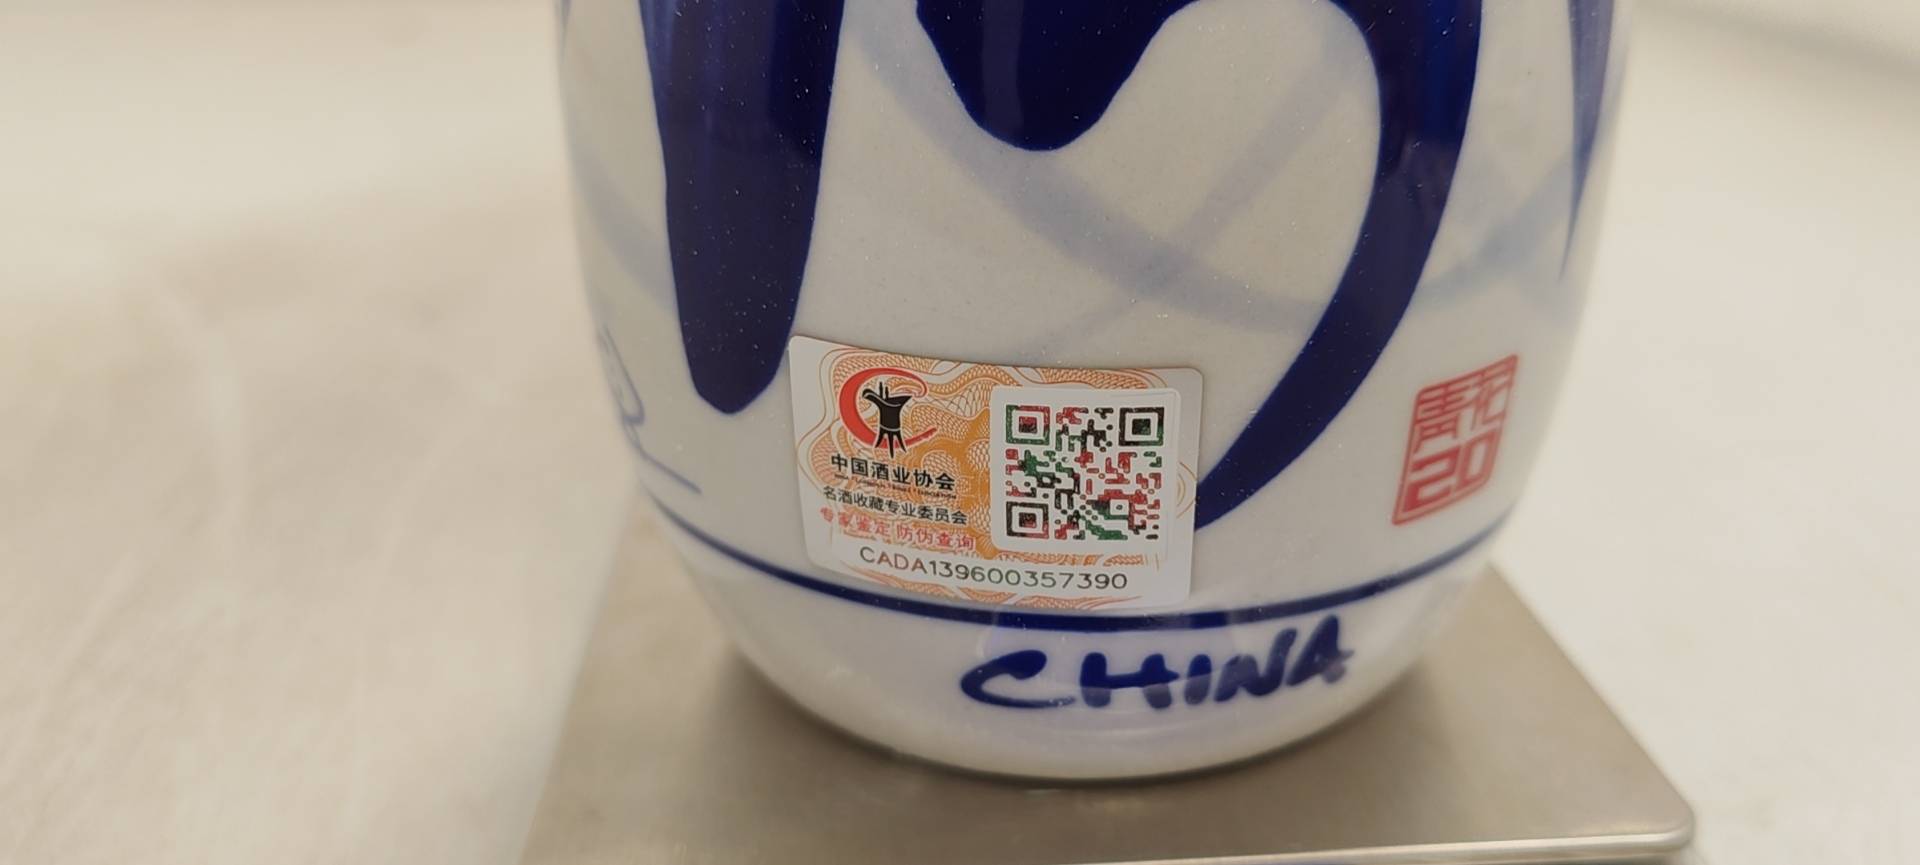 中国酒业协会
名酒收藏专业委员会
专家鉴定 防伪查询
CADA139600357390
青花
20
CHINA